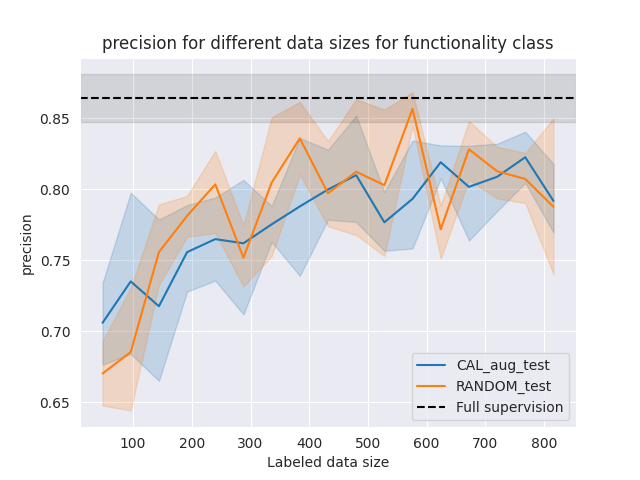 precision for different data sizes for functionality class
precision
0.85
0.80
0.75
0.70
0.65
CAL_aug_test
RANDOM_test
Full supervision
100 200 300 400 500 600 700 800
Labeled data size